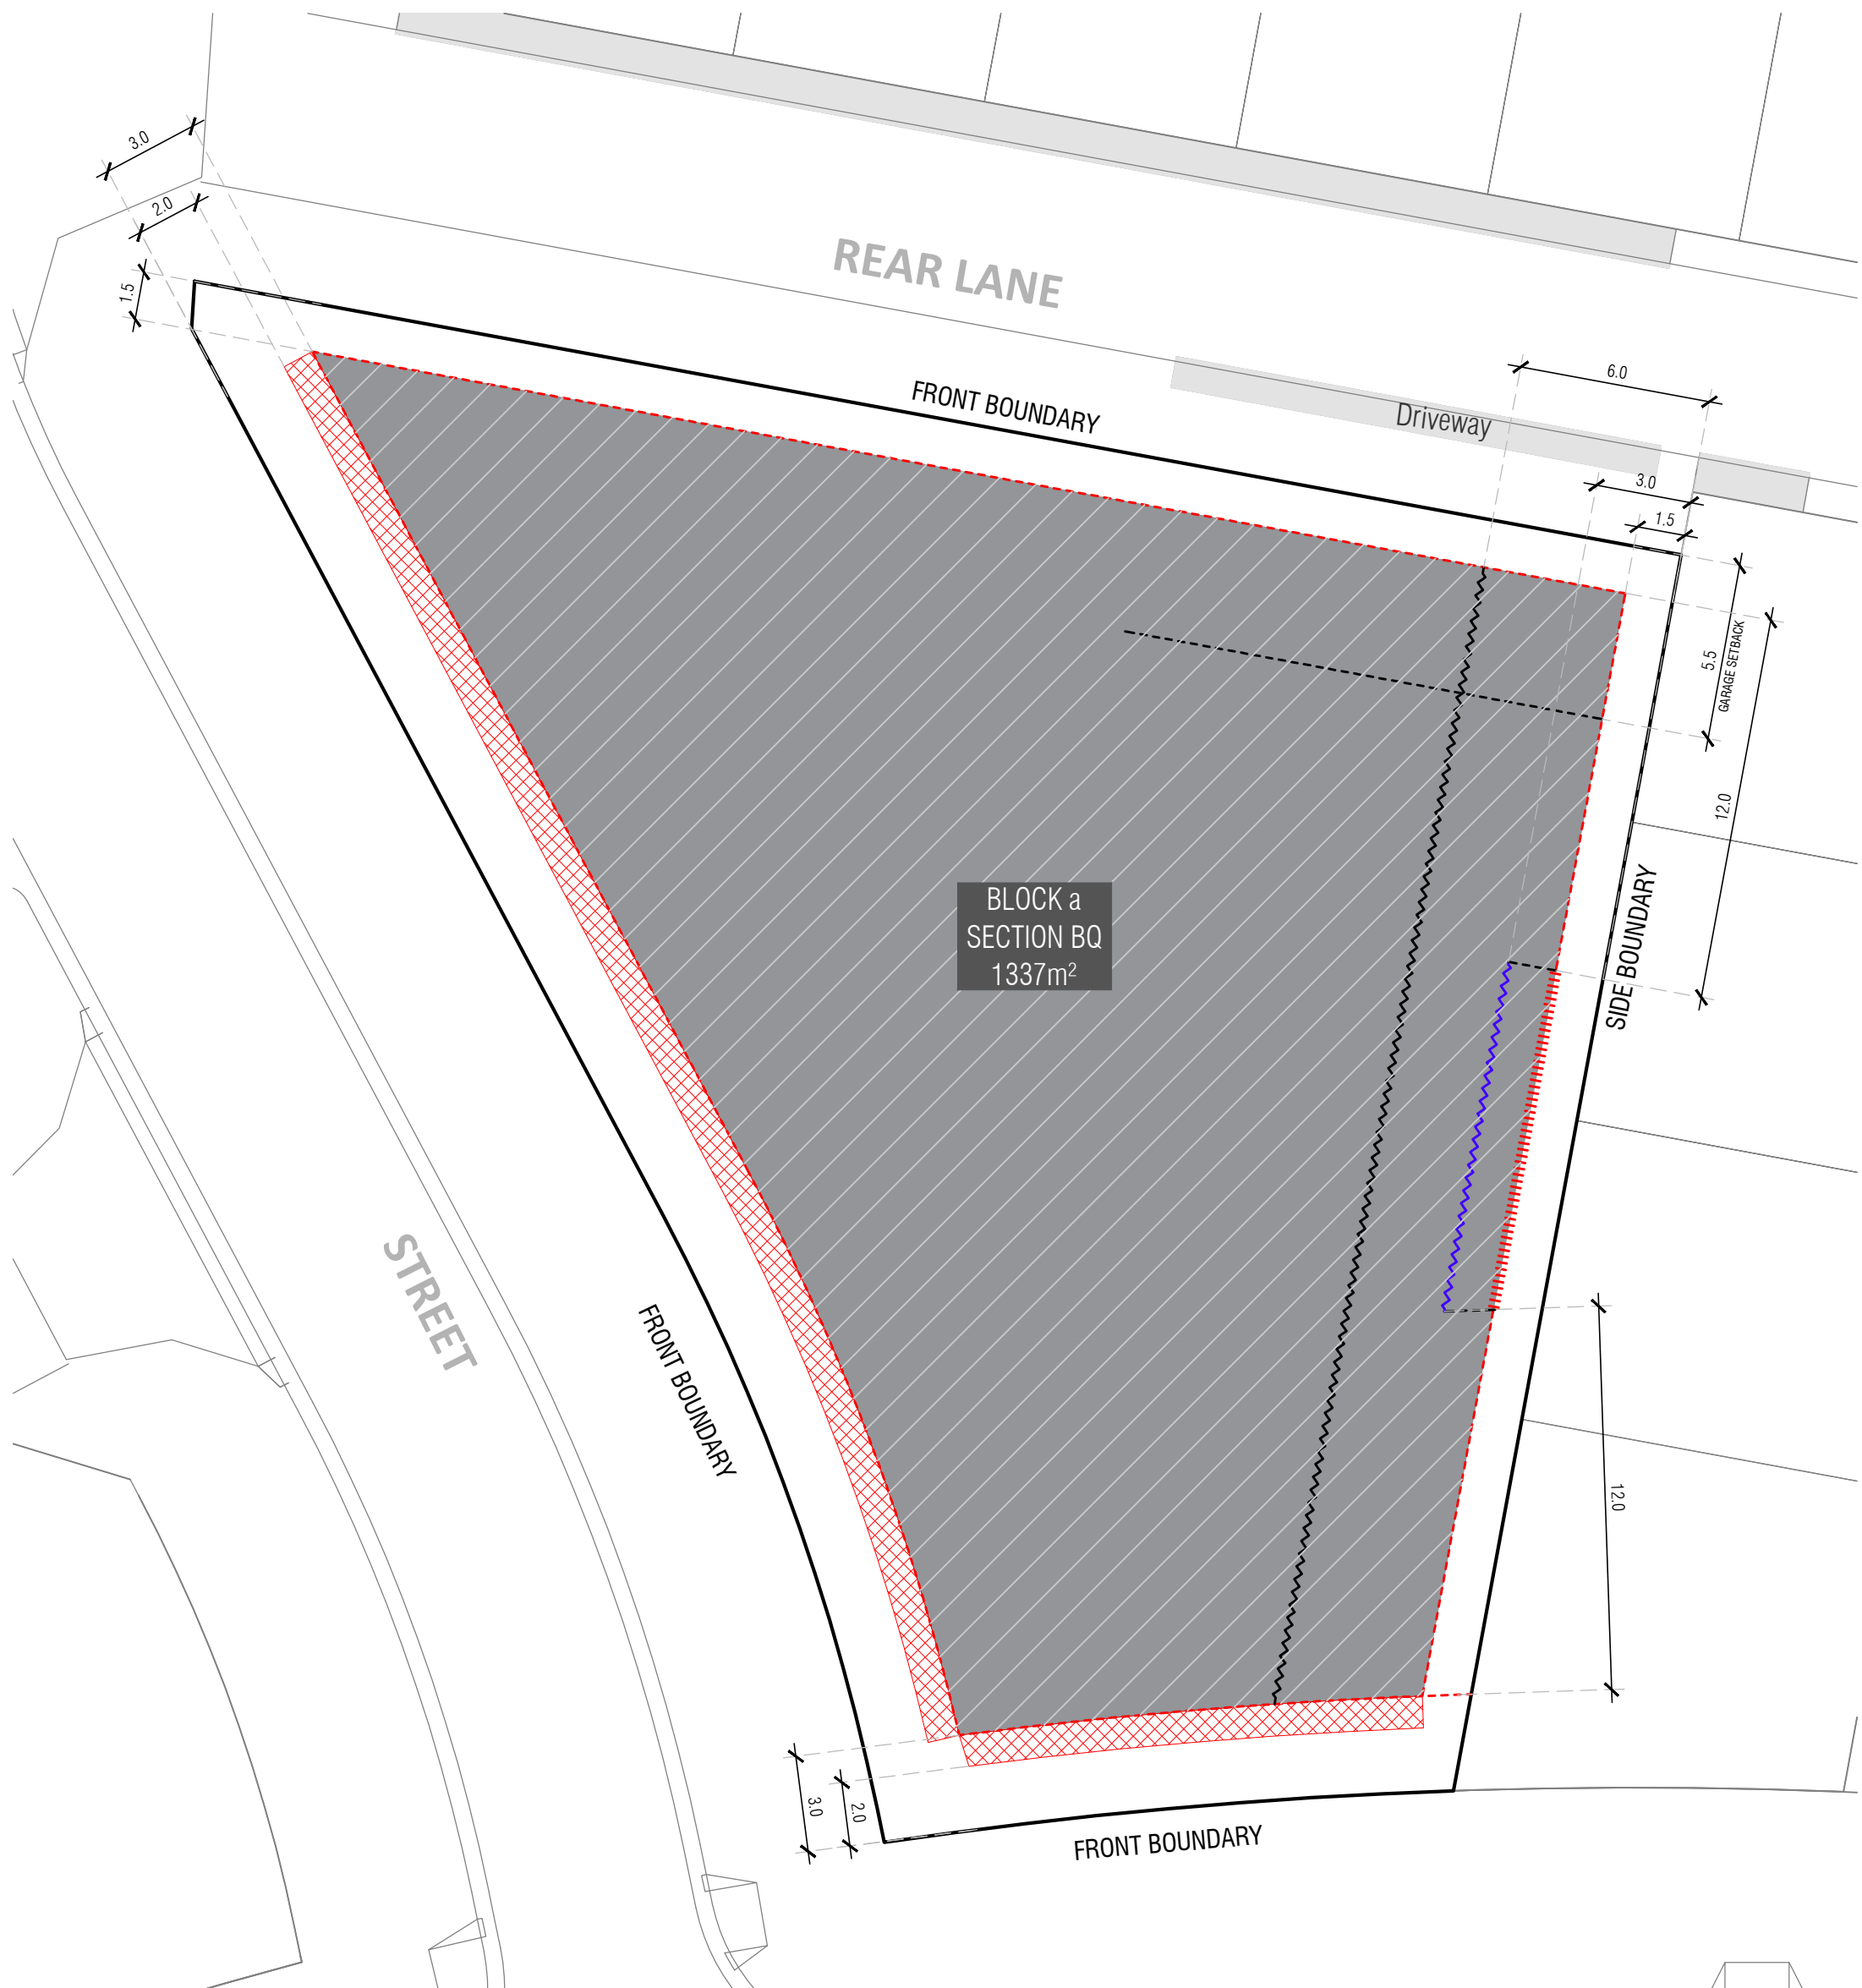 3.0
2.0
1.5
REAR LANE
FRONT BOUNDARY
Driveway
6.0
3.0
1.5
5.5
GARAGE SETBACK
12.0
BLOCK a
SECTION BQ
1337m²
SIDE BOUNDARY
STREET
FRONT BOUNDARY
12.0
3.0
2.0
FRONT BOUNDARY